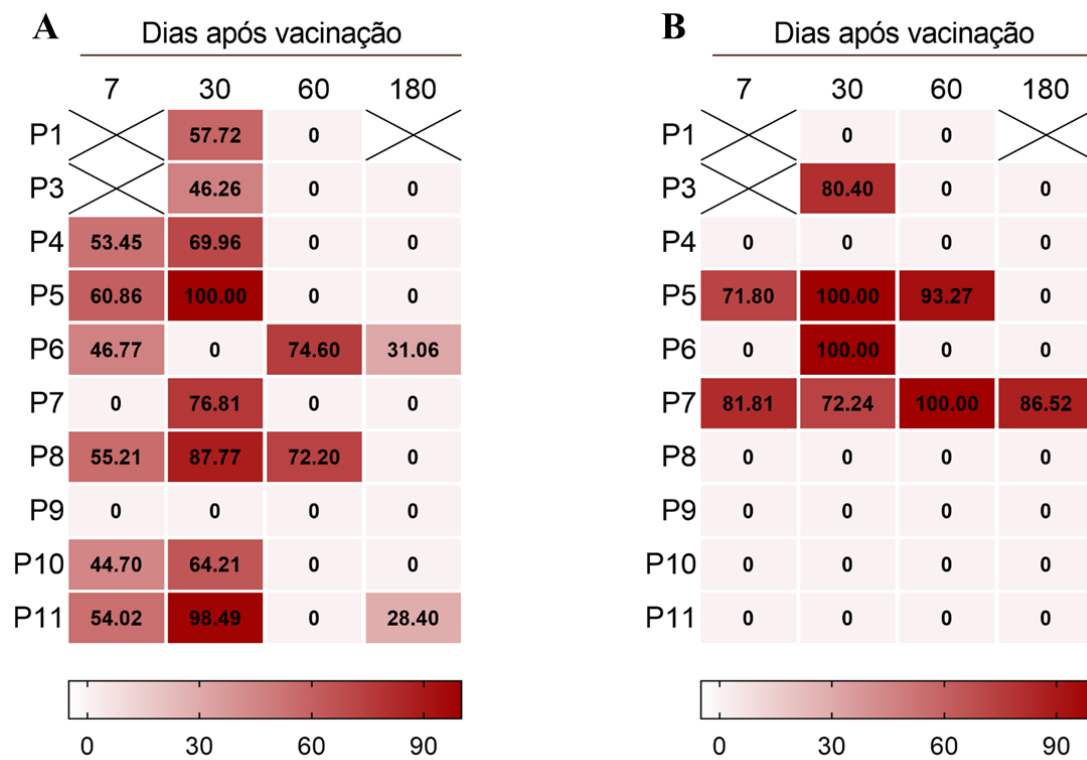 A
Dias após vacinação
7 30 60 180
P1 57.72 0
P3 46.26 0 0
P4 53.45 69.96 0 0
P5 60.86 100.00 0 0
P6 46.77 0 74.60 31.06
P7 0 76.81 0 0
P8 55.21 87.77 72.20 0
P9 0 0 0 0
P10 44.70 64.21 0 0
P11 54.02 98.49 0 28.40
0 30 60 90
B
Dias após vacinação
7 30 60 180
P1 0 0
P3 80.40 0 0
P4 0 0 0 0
P5 71.80 100.00 93.27 0
P6 0 100.00 0 0
P7 81.81 72.24 100.00 86.52
P8 0 0 0 0
P9 0 0 0 0
P10 0 0 0 0
P11 0 0 0 0
0 30 60 90